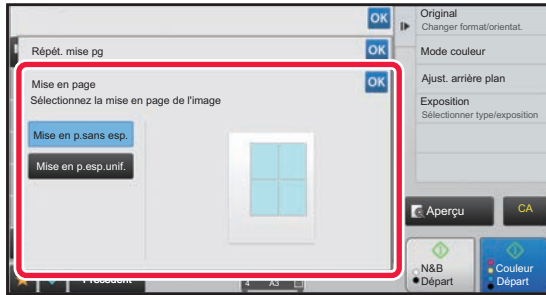 Répét. mise pg
OK
OK
Mise en page
OK
Sélectionnez la mise en page de l'image
Mise en p.sans esp.
Mise en p.esp.unif.
Précédent
4 A3
Original
Changer format/orientat.
Mode couleur
Ajust. arrière plan
Exposition
Sélectionner type/exposition
Aperçu
CA
N&B
Départ
Couleur
Départ